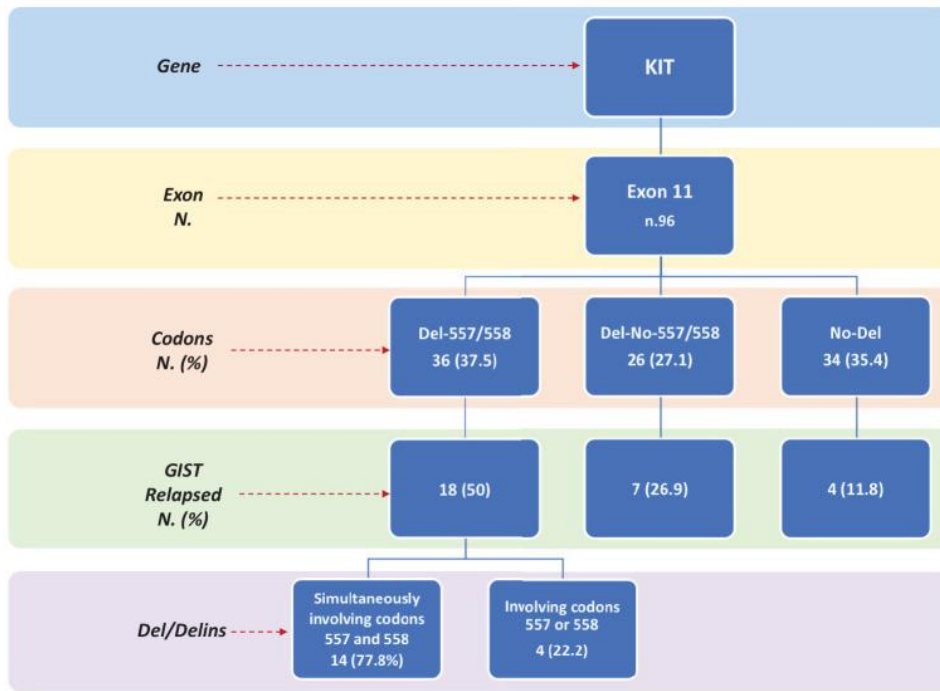 Gene
KIT
Exon
N.
Exon 11
n.96
Codons
N. (%)
Del-557/558
36 (37.5)
Del-No-557/558
26 (27.1)
No-Del
34 (35.4)
GIST
Relapsed
N. (%)
18 (50)
7 (26.9)
4 (11.8)
Del/Delins
Simultaneously
involving codons
557 and 558
14 (77.8%)
Involving codons
557 or 558
4 (22.2)